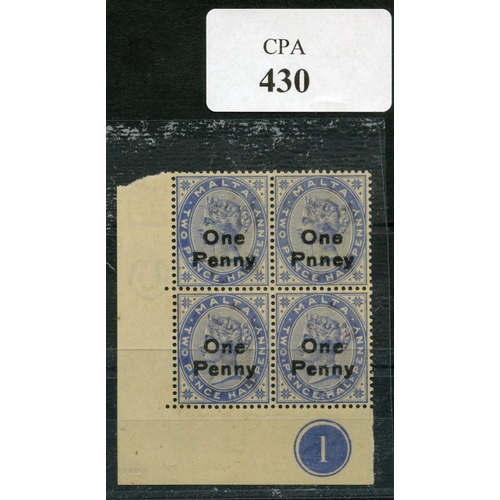 CPA
430
MALTA
TWO PENCE HALFPENNY
One
Penny
MALTA
TWO PENCE HALFPENNY
One
Pnney
MALTA
TWO PENCE HALFPENNY
One
Penny
MALTA
TWO PENCE HALFPENNY
One
Penny
1